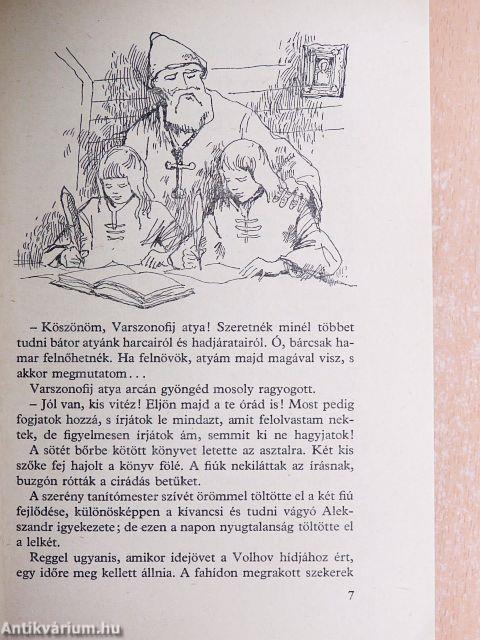 – Köszönöm, Varszonofij atya! Szeretnék minél többet
tudni bátor atyánk harcairól és hadjáratairól. Ó, bárcsak ha-
mar felnőhetnék. Ha felnövök, atyám majd magával visz, s
akkor megmutatom...
Varszonofij atya arcán gyöngéd mosoly ragyogott.
– Jól van, kis vitéz! Eljön majd a te órád is! Most pedig
fogjatok hozzá, s írjátok le mindazt, amit felolvastam nek-
tek, de figyelmesen írjátok ám, semmit ki ne hagyjatok!
A sötét bőrbe kötött könyvet letette az asztalra. Két kis
szőke fej hajolt a könyv fölé. A fiúk nekiláttak az írásnak,
buzgón rótták a cirádás betűket.
A szerény tanítómester szívét örömmel töltötte el a két fiú
fejlődése, különösképpen a kíváncsi és tudni vágyó Alek-
szandr igyekezete; de ezen a napon nyugtalanság töltötte el
a lelkét.
Reggel ugyanis, amikor idejövet a Volhov hídjához ért,
egy időre meg kellett állnia. A fahídon megrakott szekerek
7
Antikvárium.hu